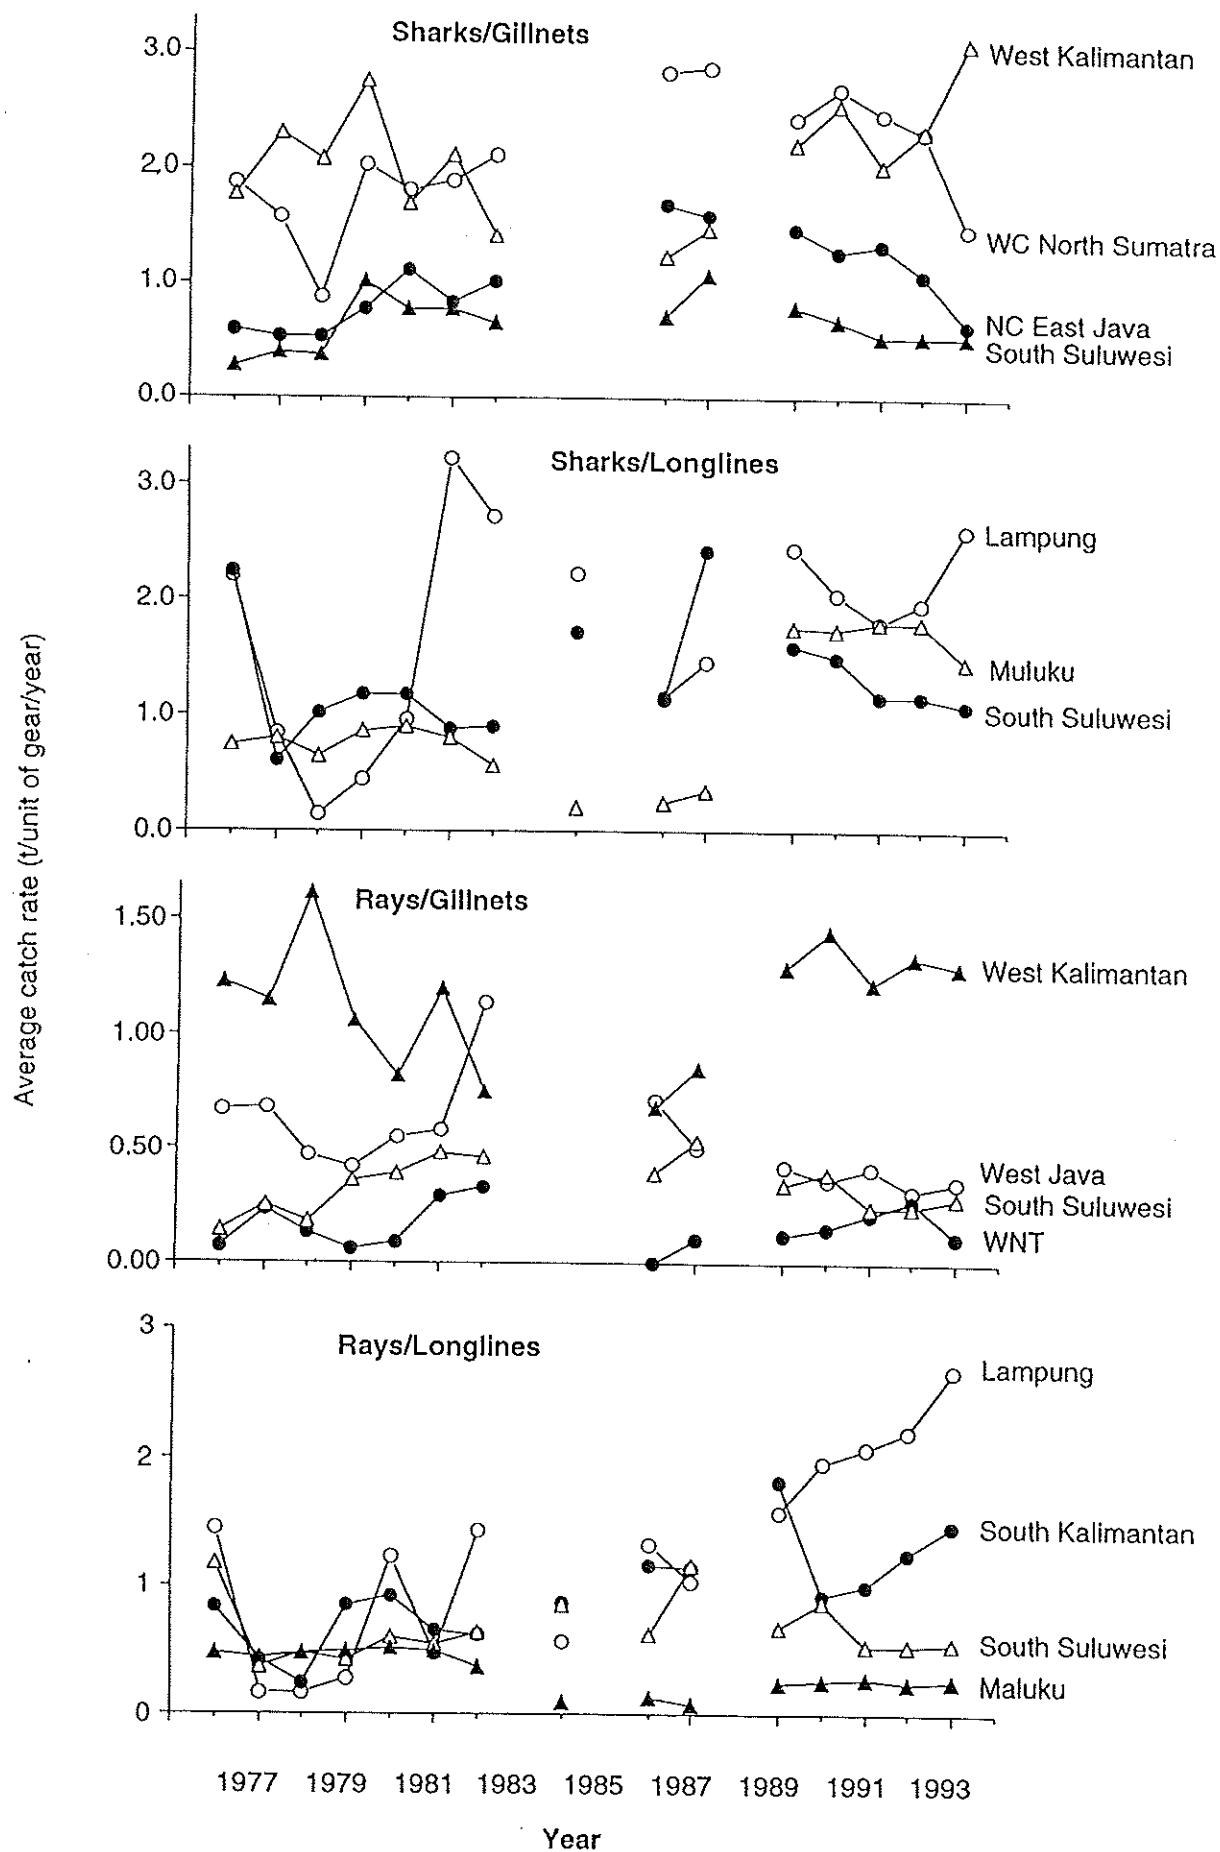 Sharks/Gillnets
3.0
2.0
1.0
0.0
West Kalimantan
WC North Sumatra
NC East Java
South Suluwesi
Sharks/Longlines
3.0
2.0
1.0
0.0
Lampung
Muluku
South Suluwesi
Average catch rate (t/unit of gear/year)
Rays/Gillnets
1.50
1.00
0.50
0.00
West Kalimantan
West Java
South Suluwesi
WNT
Rays/Longlines
3
2
1
0
Lampung
South Kalimantan
South Suluwesi
Maluku
1977 1979 1981 1983 1985 1987 1989 1991 1993
Year